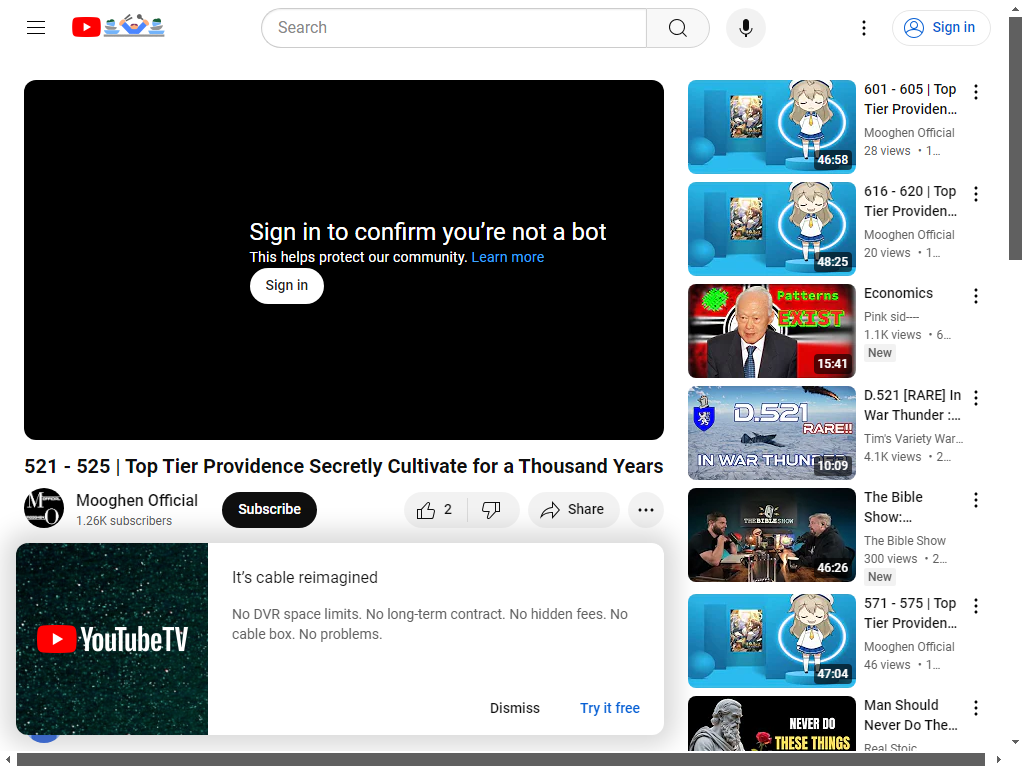 Search
Sign in
Sign in to confirm you’re not a bot
This helps protect our community. Learn more
Sign in
521 - 525 | Top Tier Providence Secretly Cultivate for a Thousand Years
Mooghen Official
1.26K subscribers
Subscribe
2
Share
YouTubeTV
It’s cable reimagined
No DVR space limits. No long-term contract. No hidden fees. No
cable box. No problems.
Dismiss
Try it free
46:58
601 - 605 | Top
Tier Providen…
Mooghen Official
28 views • 1…
48:25
616 - 620 | Top
Tier Providen…
Mooghen Official
20 views • 1…
Patterns
EXIST
15:41
Economics
Pink sid----
1.1K views • 6…
New
D.521
RARE!!
IN WAR THUNDER
10:09
D.521 [RARE] In
War Thunder :…
Tim's Variety War…
4.1K views • 2…
THE BIBLE SHOW
46:26
The Bible
Show:…
The Bible Show
300 views • 2…
New
47:04
571 - 575 | Top
Tier Providen…
Mooghen Official
46 views • 1…
NEVER DO
THESE THINGS
Man Should
Never Do The…
Real Stoic